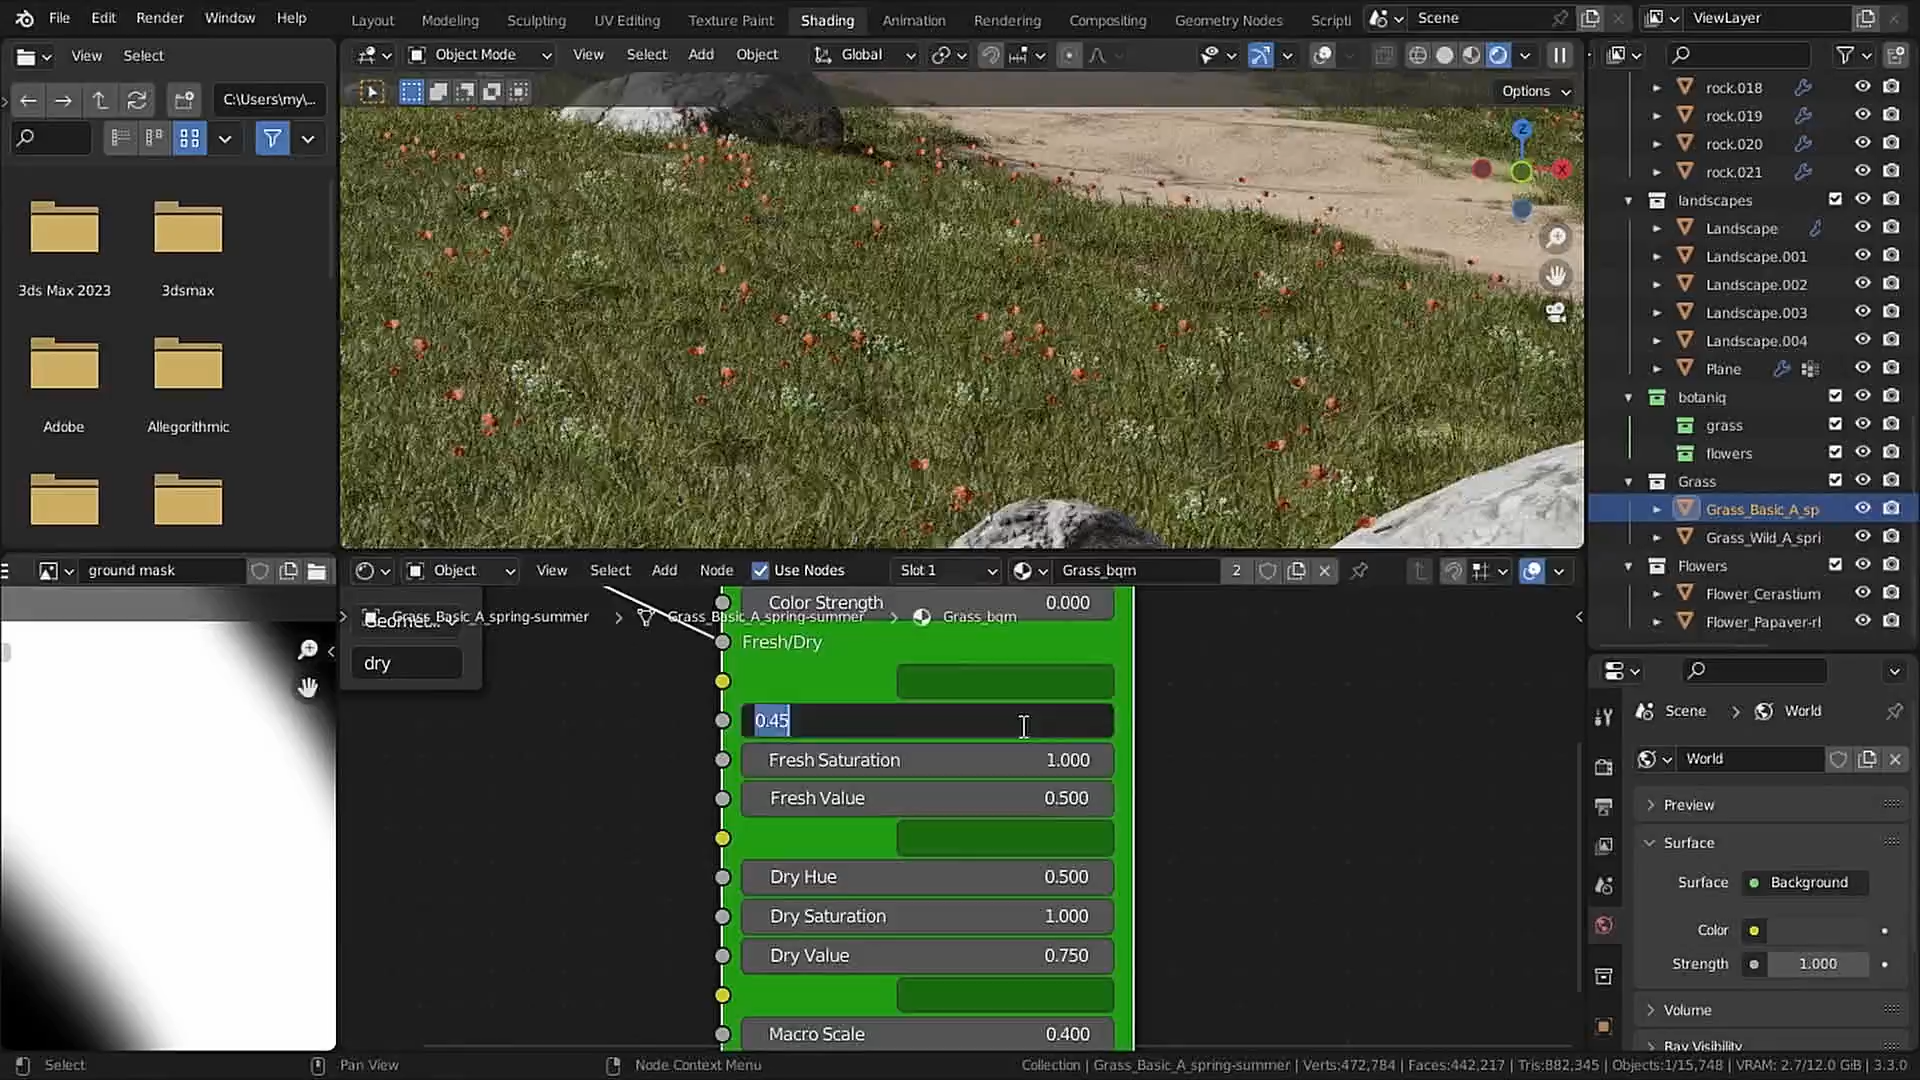 File Edit Render Window Help
Layout Modeling Sculpting UV Editing Texture Paint Shading Animation Rendering Compositing Geometry Nodes Scripti
Scene
ViewLayer
View Select
Object Mode View Select Add Object Global
C:\Users\my\...
Options
Z
X
3ds Max 2023
3dsmax
Adobe
Allegorithmic
rock.018
rock.019
rock.020
rock.021
landscapes
Landscape
Landscape.001
Landscape.002
Landscape.003
Landscape.004
Plane
botaniq
grass
flowers
Grass
Grass_Basic_A_sp
Grass_Wild_A_spri
Flowers
Flower_Cerastium
Flower_Papaver-rl
ground mask
Object View Select Add Node Use Nodes Slot 1 Grass_bqm 2
Grass_Basic_A_spring-summer Grass_Basic_A_spring-summer Grass_bqm
Geomet...
dry
Color Strength 0.000
Fresh/Dry
0.45
Fresh Saturation 1.000
Fresh Value 0.500
Dry Hue 0.500
Dry Saturation 1.000
Dry Value 0.750
Macro Scale 0.400
Scene World
World
Preview
Surface
Surface Background
Color
Strength 1.000
Volume
Ray Visibility
Select Pan View Node Context Menu
Collection | Grass_Basic_A_spring-summer | Verts:472,784 | Faces:442,217 | Tris:882,345 | Objects:1/15,748 | VRAM: 2.7/12.0 GiB | 3.3.0